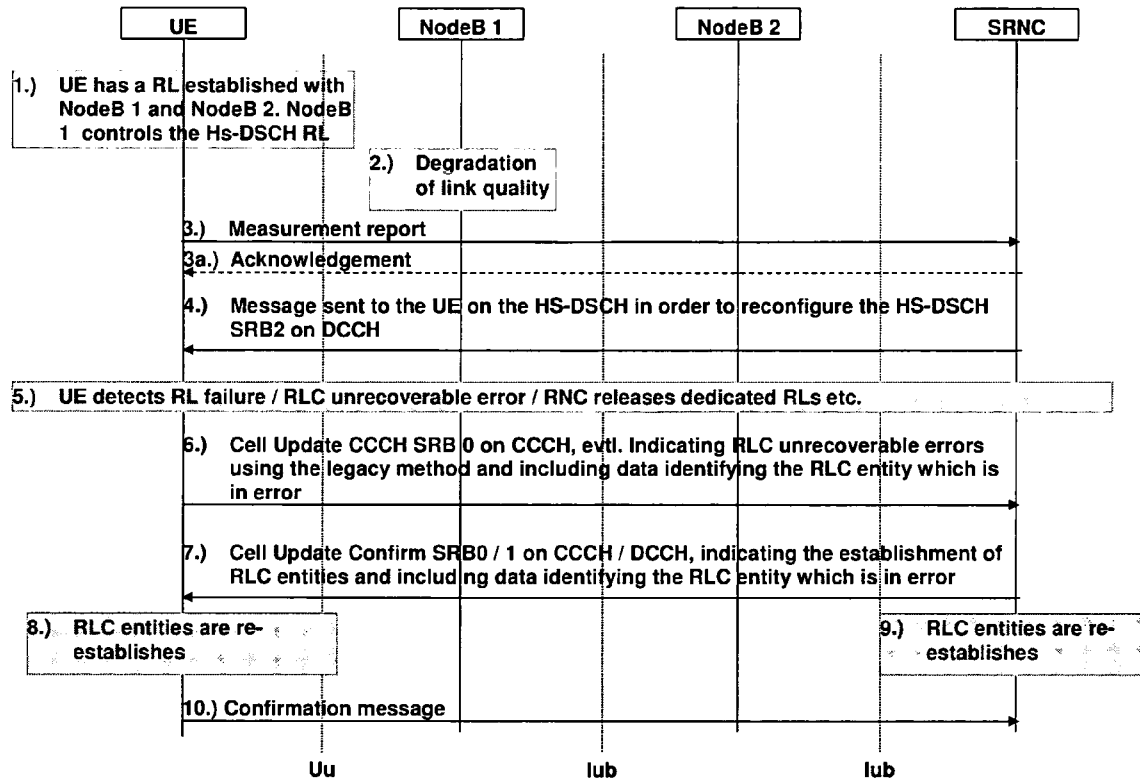 UE NodeB 1 NodeB 2 SRNC
1.) UE has a RL established with
NodeB 1 and NodeB 2. NodeB
1 controls the Hs-DSCH RL
2.) Degradation
of link quality
3.) Measurement report
3a.) Acknowledgement
4.) Message sent to the UE on the HS-DSCH in order to reconfigure the HS-DSCH
SRB2 on DCCH
5.) UE detects RL failure / RLC unrecoverable error / RNC releases dedicated RLs etc.
6.) Cell Update CCCH SRB 0 on CCCH, evtl. Indicating RLC unrecoverable errors
using the legacy method and including data identifying the RLC entity which is
in error
7.) Cell Update Confirm SRB0 / 1 on CCCH / DCCH, indicating the establishment of
RLC entities and including data identifying the RLC entity which is in error
8.) RLC entities are re-
establishes
9.) RLC entities are re-
establishes
10.) Confirmation message
Uu Iub Iub